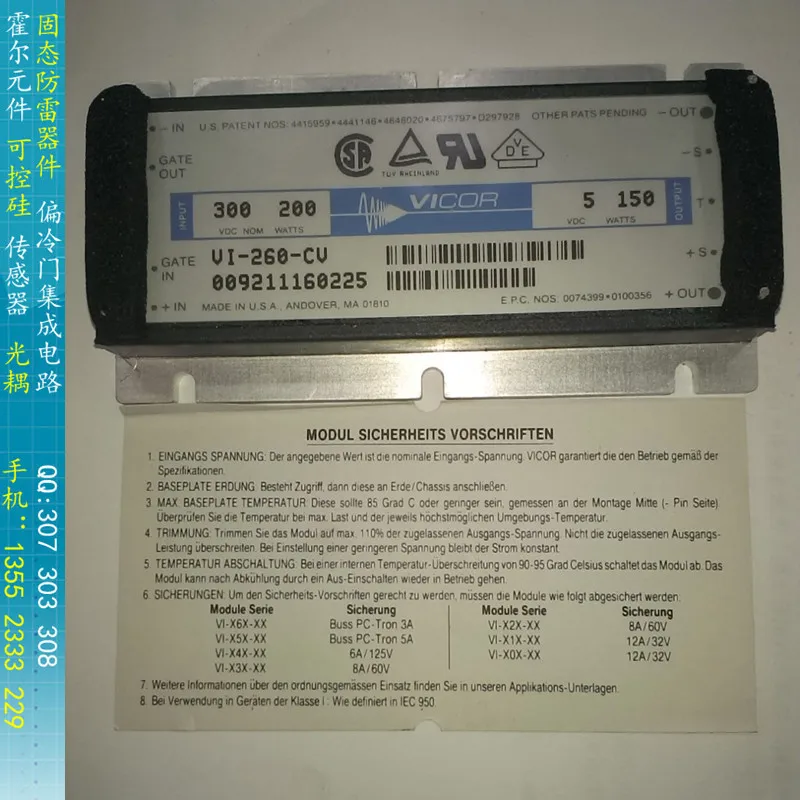 固态防雷器件 偏冷门集成电路
霍尔元件 可控硅 传感器 光耦
QQ:307 303 308
手机：1355 2333 229
- IN
U.S. PATENT NOS: 4415959•4441146•4648020•4675797•D297928 OTHER PATS PENDING
- OUT
GATE
OUT
SA
TÜV RHEINLAND
UR
VDE
- S
INPUT
300 200
VDC NOM WATTS
VICOR
5 150
VDC WATTS
OUTPUT
T
GATE
IN
VI-260-CV
009211160225
+ S
+ IN
MADE IN U.S.A., ANDOVER, MA 01810
E.P.C. NOS. 0074399•0100356
+ OUT
MODUL SICHERHEITS VORSCHRIFTEN
1. EINGANGS SPANNUNG: Der angegebene Wert ist die nominale Eingangs-Spannung. VICOR garantiert die den Betrieb gemäß der
Spezifikationen.
2. BASEPLATE ERDUNG: Besteht Zugriff, dann diese an Erde/Chassis anschließen.
3. MAX. BASEPLATE TEMPERATUR: Diese sollte 85 Grad C oder geringer sein, gemessen an der Montage Mitte (- Pin Seite).
Überprüfen Sie die Temperatur bei max. Last und der jeweils höchstmöglichen Umgebungs-Temperatur.
4. TRIMMUNG: Trimmen Sie das Modul auf max. 110% der zugelassenen Ausgangs-Spannung. Nicht die zugelassenen Ausgangs-
Leistung überschreiten. Bei Einstellung einer geringeren Spannung bleibt der Strom konstant.
5. TEMPERATUR ABSCHALTUNG: Bei einer internen Temperatur-Überschreitung von 90-95 Grad Celsius schaltet das Modul ab. Das
Modul kann nach Abkühlung durch ein Aus-Einschalten wieder in Betrieb gehen.
6. SICHERUNGEN: Um den Sicherheits-Vorschriften gerecht zu werden, müssen die Module wie folgt abgesichert werden.
Module Serie Sicherung Module Serie Sicherung
VI-X6X-XX Buss PC-Tron 3A VI-X2X-XX 8A/60V
VI-X5X-XX Buss PC-Tron 5A VI-X1X-XX 12A/32V
VI-X4X-XX 6A/125V VI-X0X-XX 12A/32V
VI-X3X-XX 8A/60V
7. Weitere Informationen über den ordnungsgemässen Einsatz finden Sie in unseren Applikations-Unterlagen.
8. Bei Verwendung in Geräten der Klasse I: Wie definiert in IEC 950.